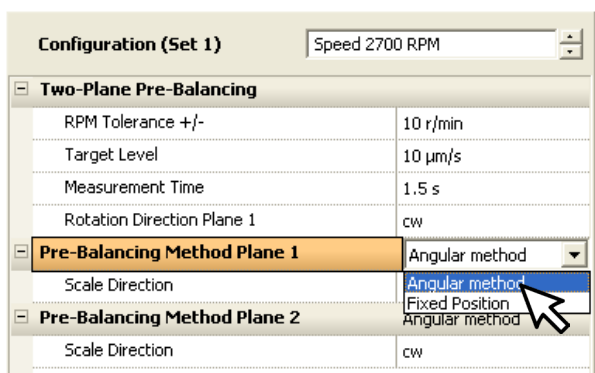 Configuration (Set 1) Speed 2700 RPM
Two-Plane Pre-Balancing
RPM Tolerance +/- 10 r/min
Target Level 10 µm/s
Measurement Time 1.5 s
Rotation Direction Plane 1 cw
Pre-Balancing Method Plane 1 Angular method
Scale Direction Angular method
Fixed Position
Pre-Balancing Method Plane 2 Angular method
Scale Direction cw